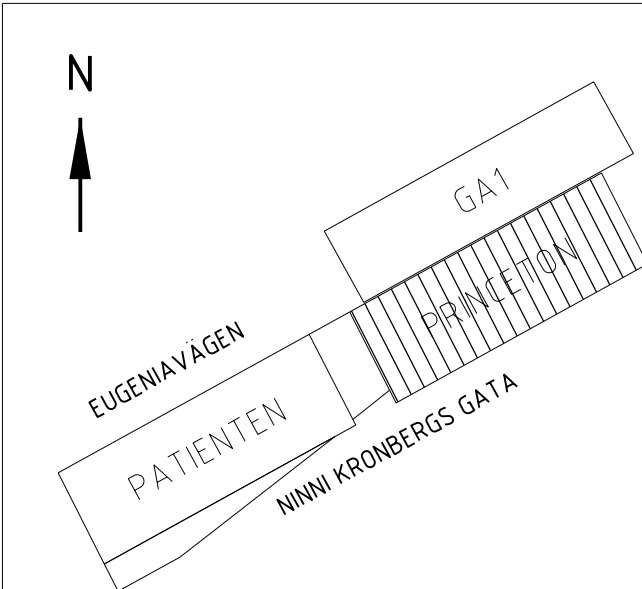 N
GA1
PRINCETON
EUGENIAVÄGEN
PATIENTEN
NINNI KRONBERGS GATA